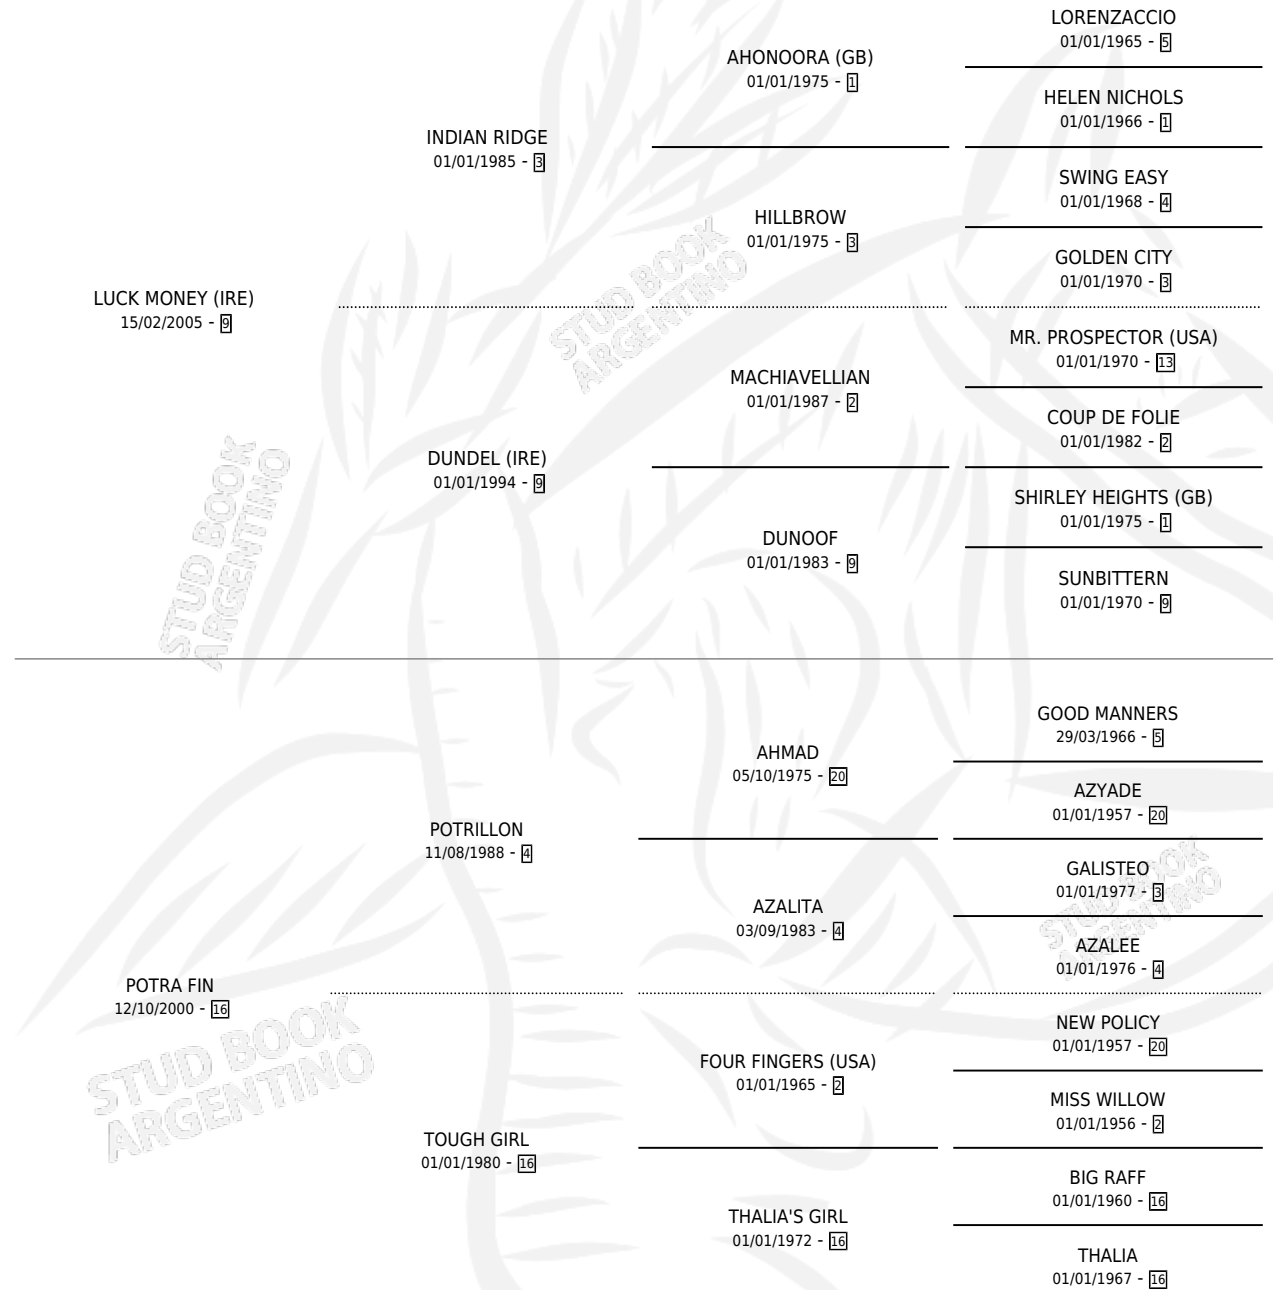 LORENZACCIO
01/01/1965 - 5
AHONOORA (GB)
01/01/1975 - 1
HELEN NICHOLS
01/01/1966 - 1
INDIAN RIDGE
01/01/1985 - 3
SWING EASY
01/01/1968 - 4
HILLBROW
01/01/1975 - 3
GOLDEN CITY
01/01/1970 - 3
LUCK MONEY (IRE)
15/02/2005 - 9
MR. PROSPECTOR (USA)
01/01/1970 - 13
MACHIAVELLIAN
01/01/1987 - 2
COUP DE FOLIE
01/01/1982 - 2
DUNDEL (IRE)
01/01/1994 - 9
SHIRLEY HEIGHTS (GB)
01/01/1975 - 1
DUNOOF
01/01/1983 - 9
SUNBITTERN
01/01/1970 - 9
GOOD MANNERS
29/03/1966 - 5
AHMAD
05/10/1975 - 20
AZYADE
01/01/1957 - 20
POTRILLON
11/08/1988 - 4
GALISTEO
01/01/1977 - 3
AZALITA
03/09/1983 - 4
AZALEE
01/01/1976 - 4
POTRA FIN
12/10/2000 - 16
NEW POLICY
01/01/1957 - 20
FOUR FINGERS (USA)
01/01/1965 - 2
MISS WILLOW
01/01/1956 - 2
TOUGH GIRL
01/01/1980 - 16
BIG RAFF
01/01/1960 - 16
THALIA'S GIRL
01/01/1972 - 16
THALIA
01/01/1967 - 16
STUD BOOK
ARGENTINO
STUD BOOK
ARGENTINO
STUD BOOK
ARGENTINO
STUD BOOK
ARGENTINO